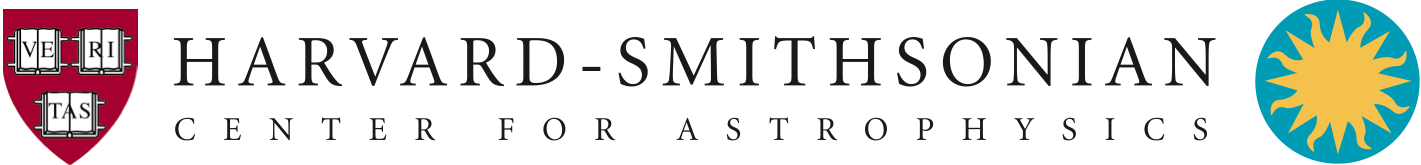 VE RI
TAS
HARVARD-SMITHSONIAN
CENTER FOR ASTROPHYSICS